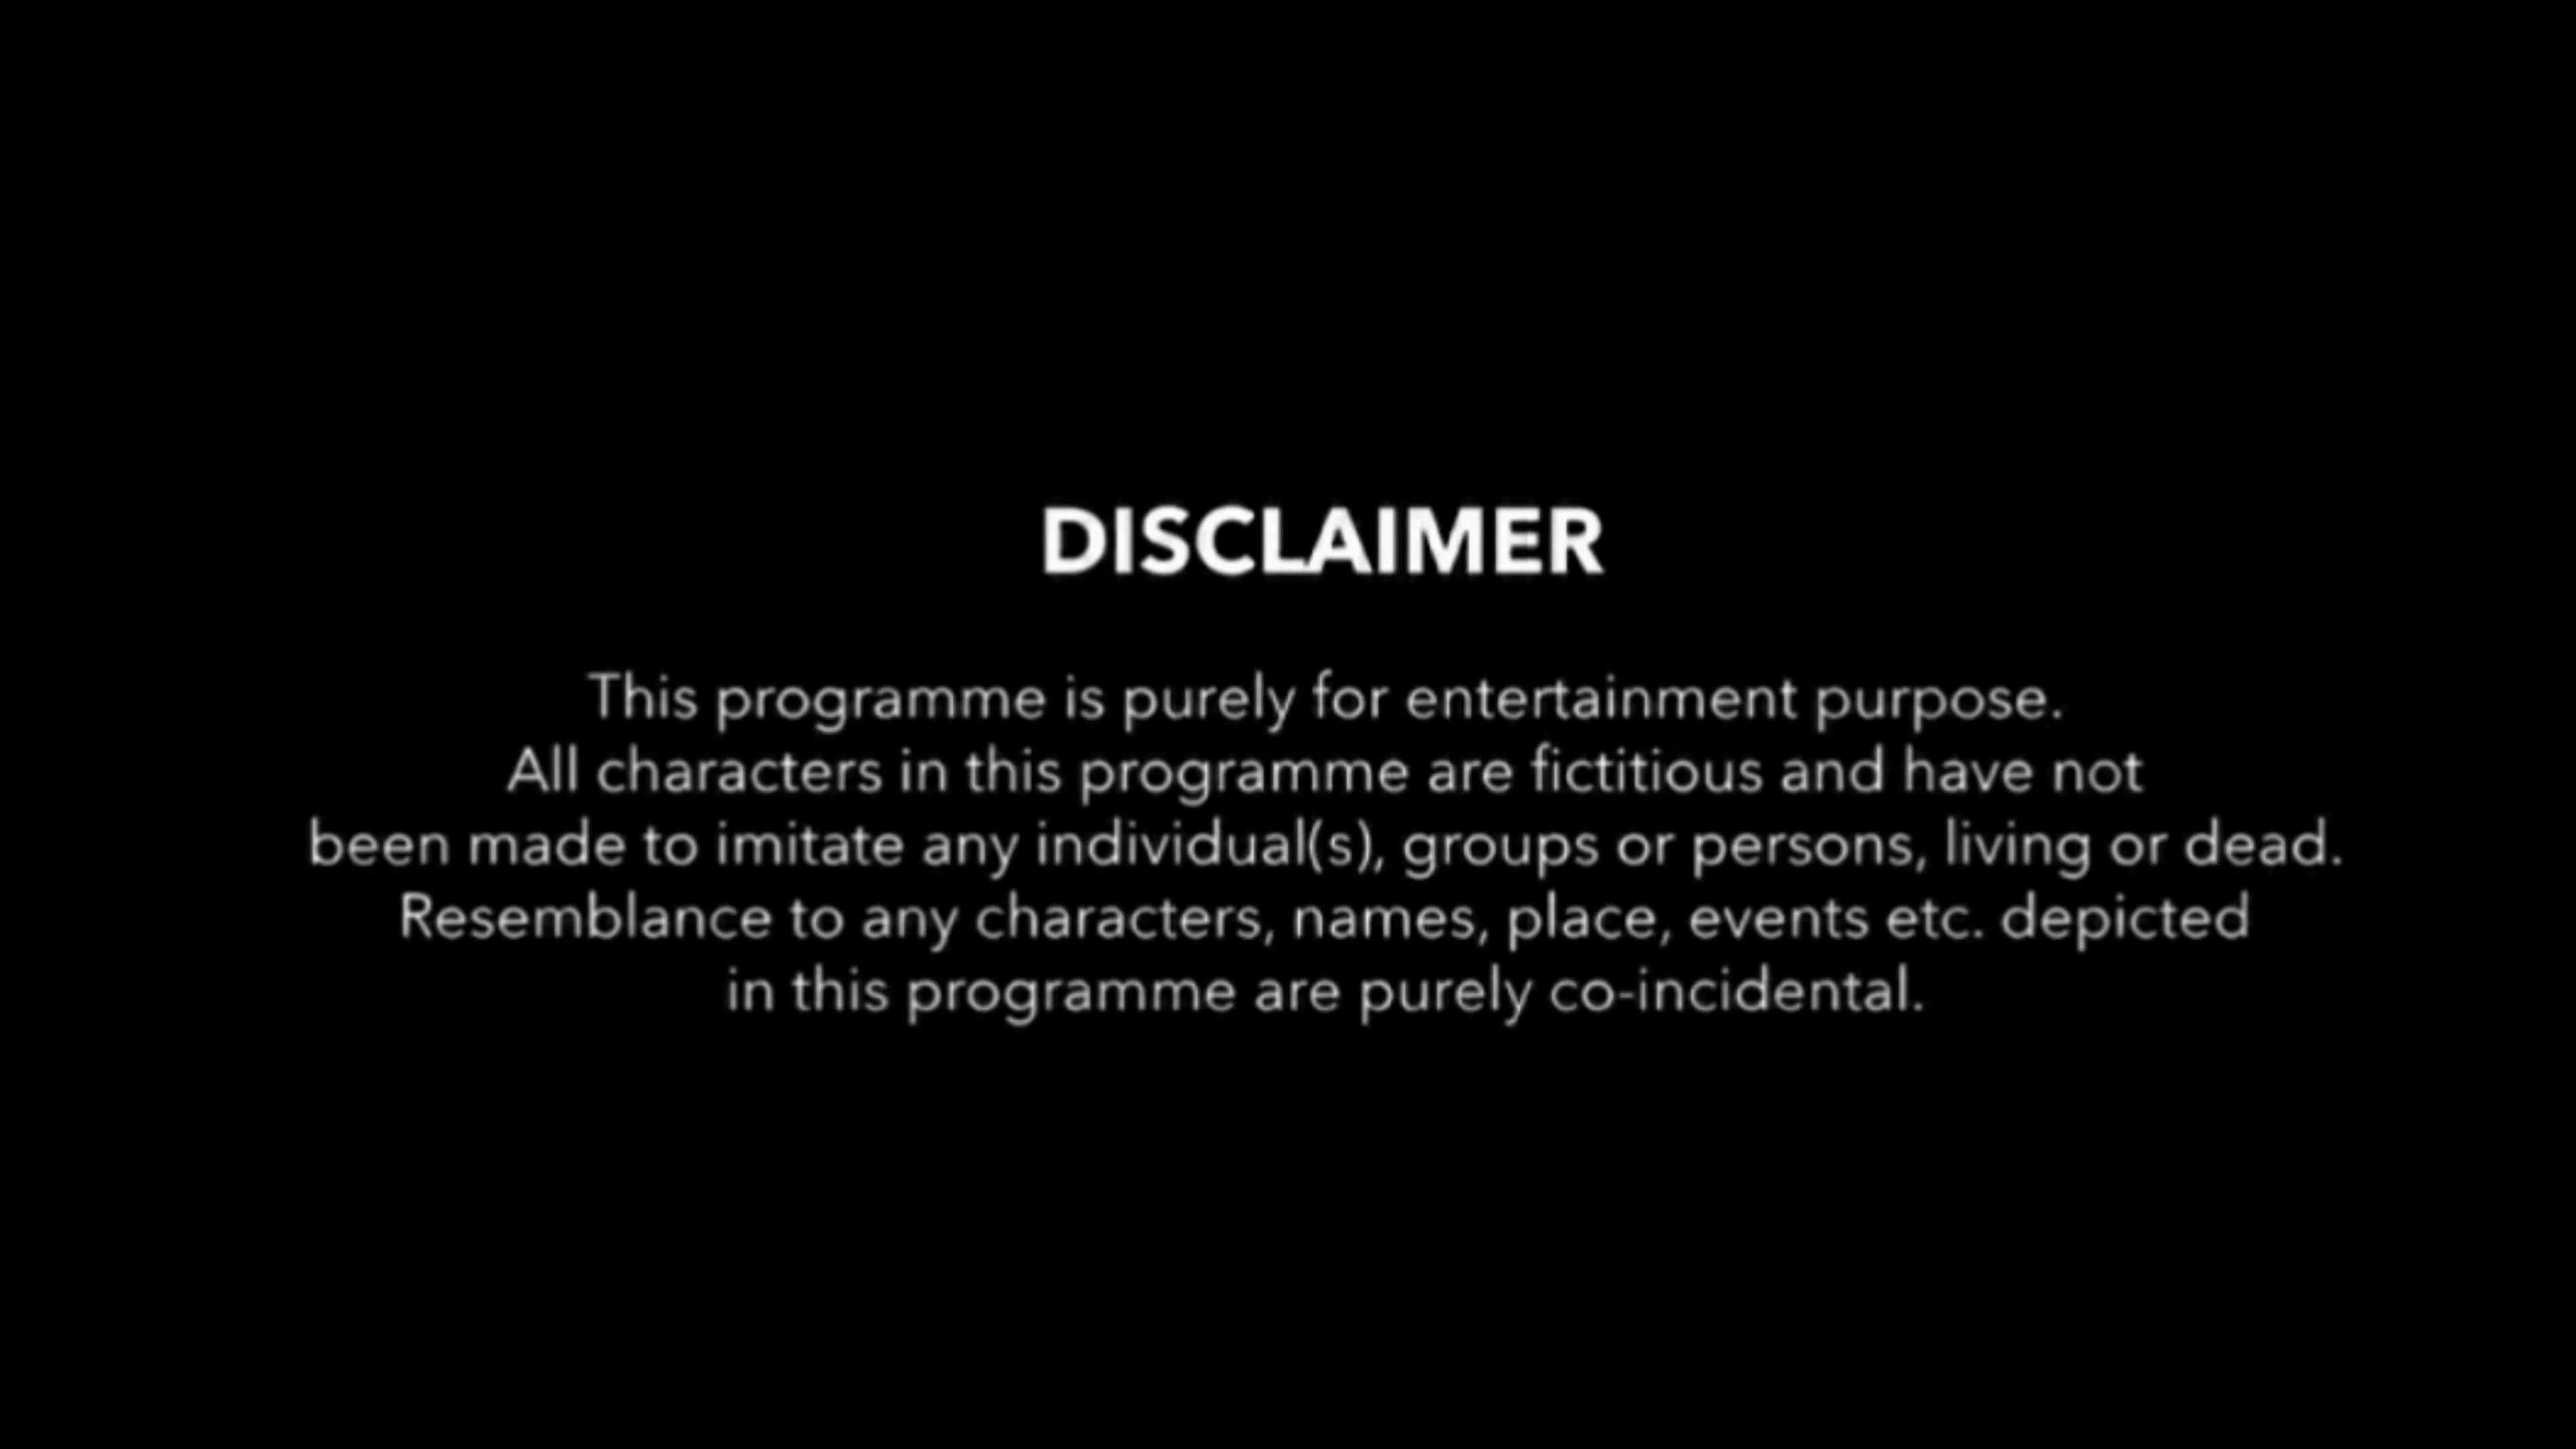 DISCLAIMER
This programme is purely for entertainment purpose.
All characters in this programme are fictitious and have not
been made to imitate any individual(s), groups or persons, living or dead.
Resemblance to any characters, names, place, events etc. depicted
in this programme are purely co-incidental.